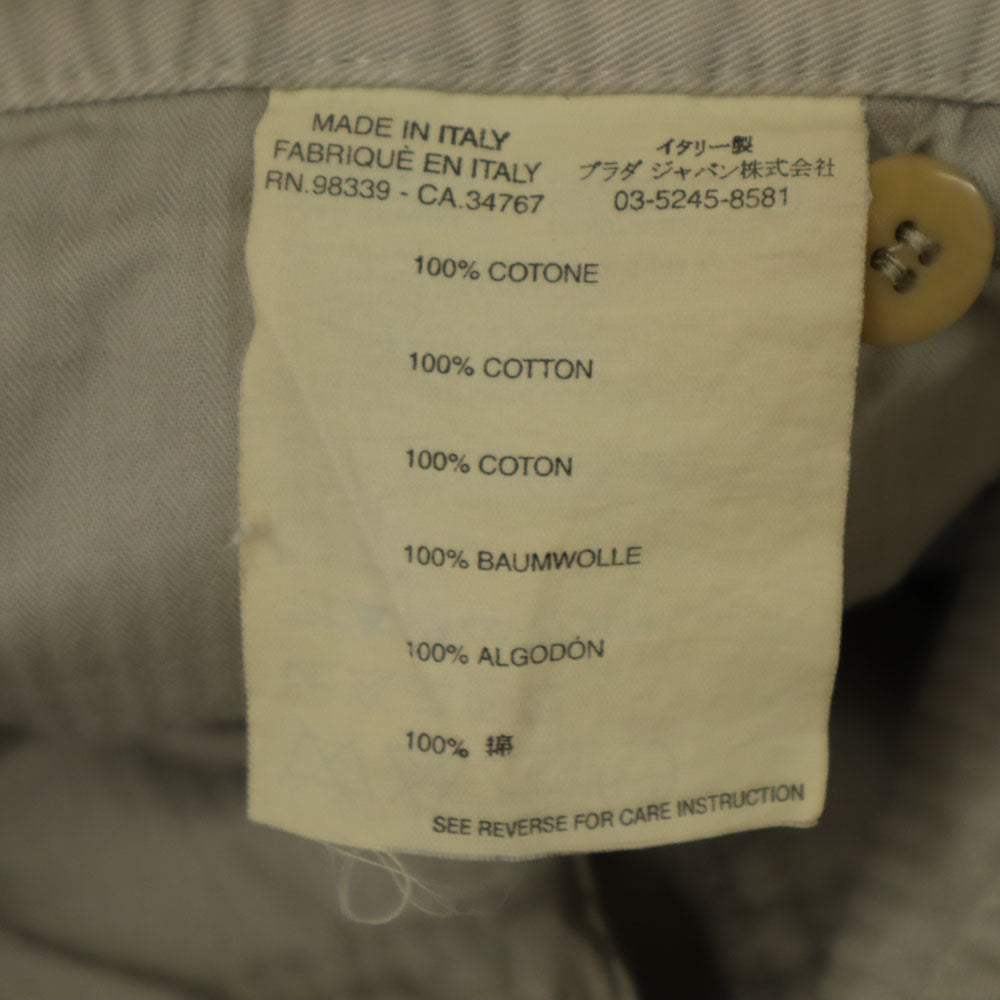 MADE IN ITALY
FABRIQUÈ EN ITALY
RN.98339 - CA.34767
イタリー製
プラダ ジャパン株式会社
03-5245-8581
100% COTONE
100% COTTON
100% COTON
100% BAUMWOLLE
100% ALGODÓN
100% 綿
SEE REVERSE FOR CARE INSTRUCTION